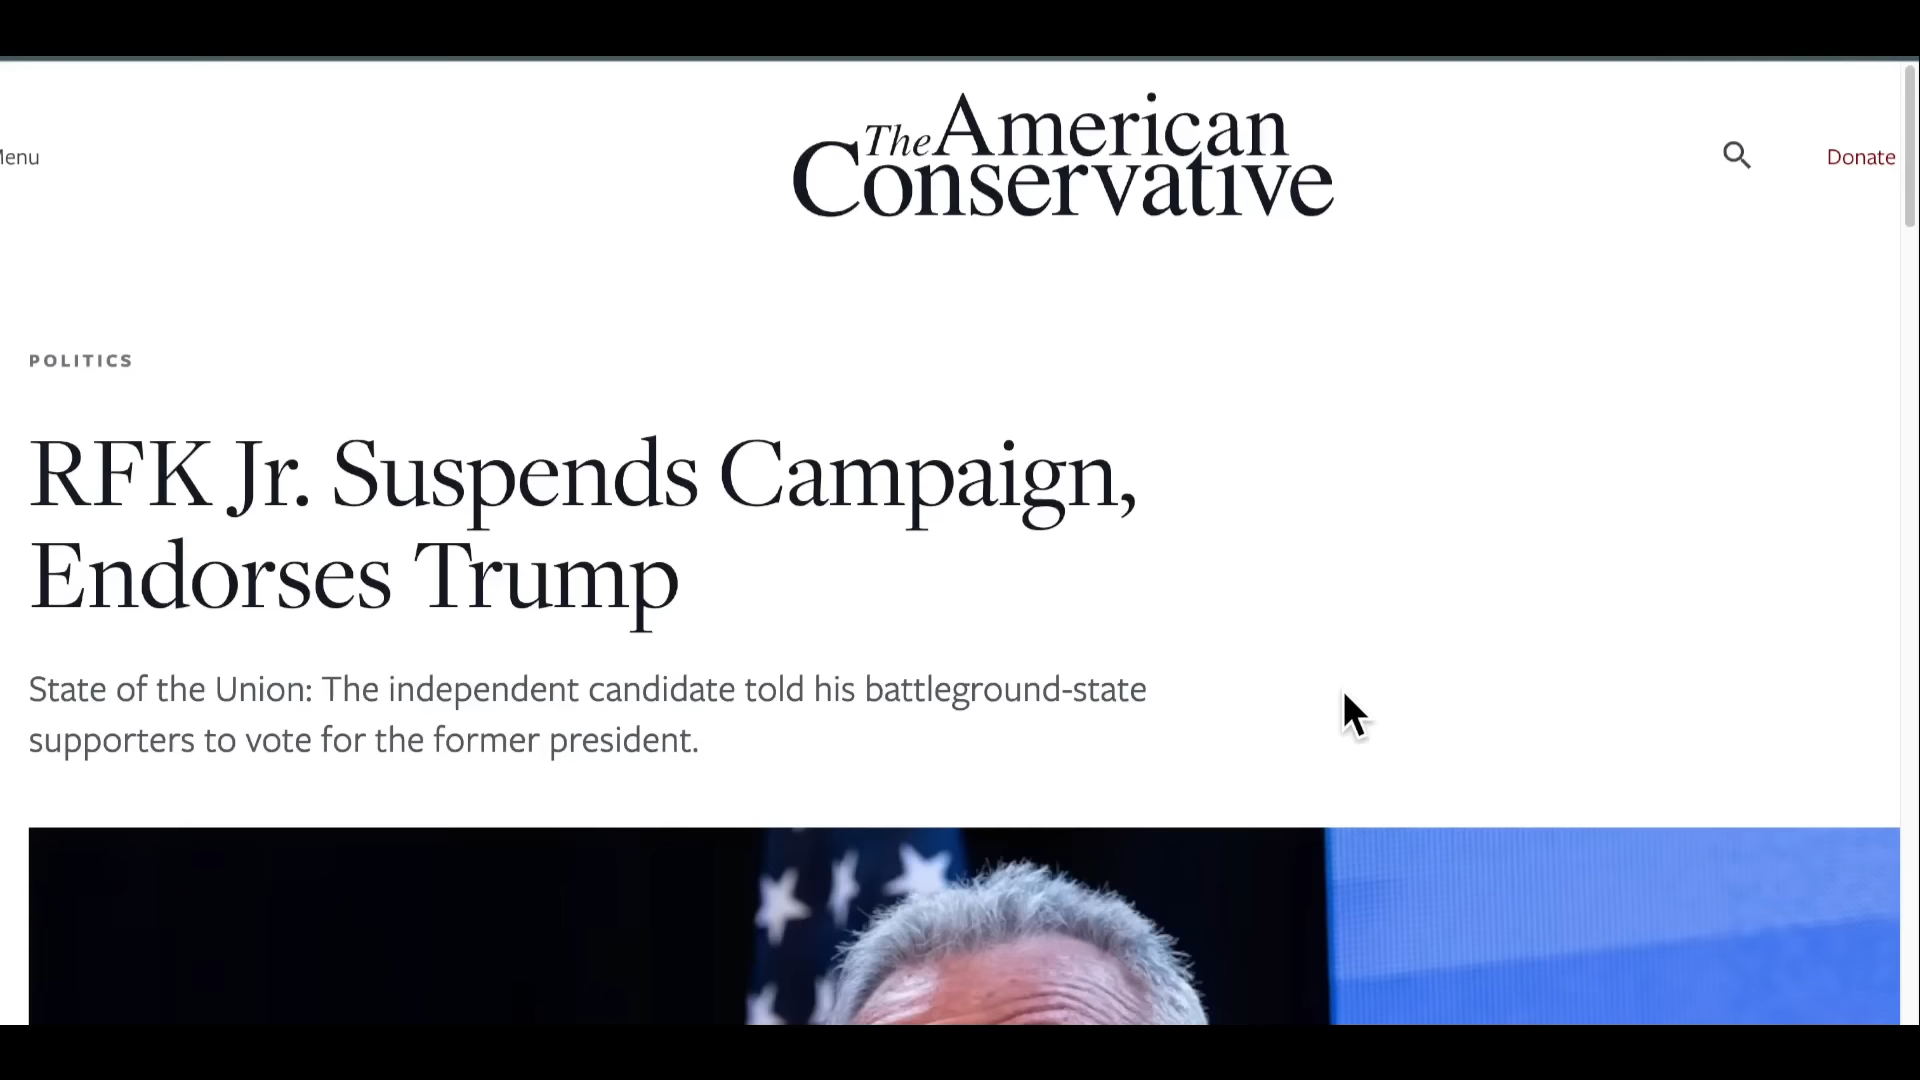 The American
Conservative
Donate
POLITICS
RFK Jr. Suspends Campaign,
Endorses Trump
State of the Union: The independent candidate told his battleground-state
supporters to vote for the former president.